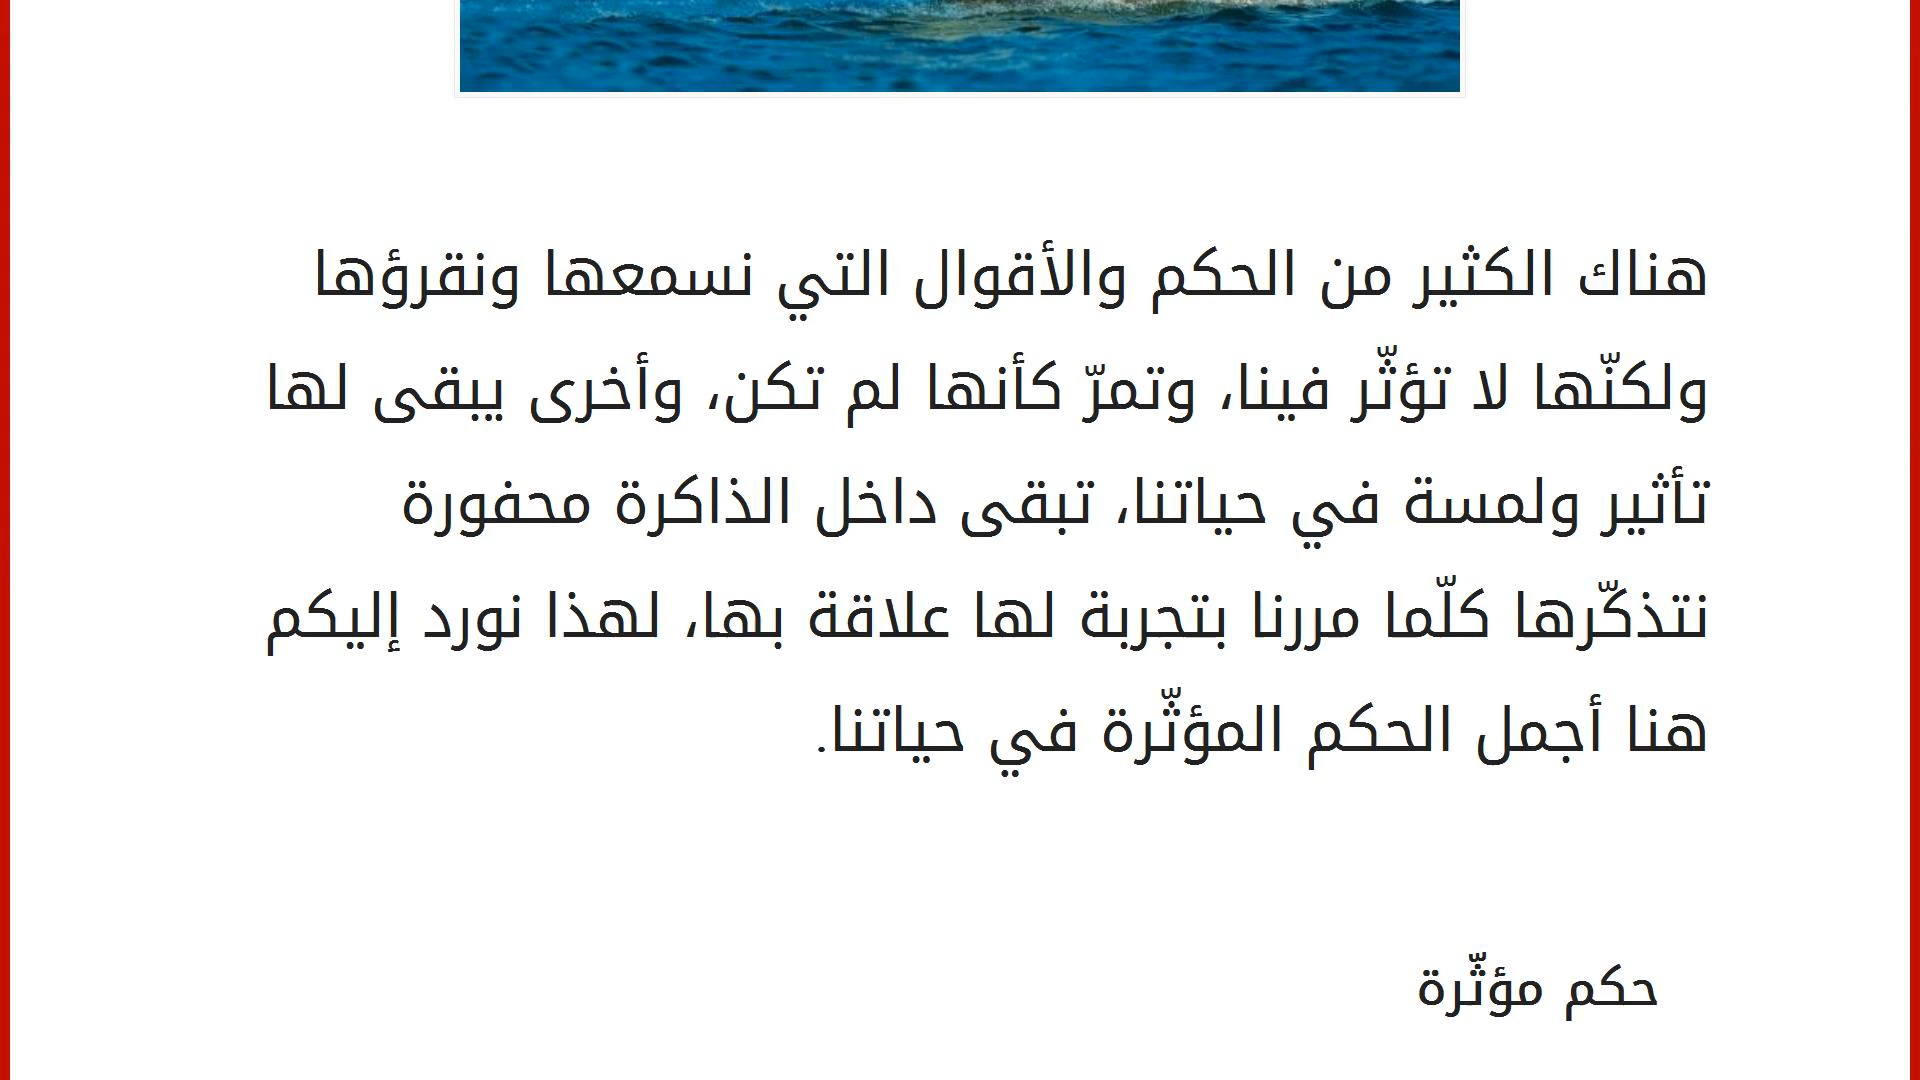 هناك الكثير من الحكم والأقوال التي نسمعها ونقرؤها
ولكنّها لا تؤثّر فينا، وتمرّ كأنها لم تكن، وأخرى يبقى لها
تأثير ولمسة في حياتنا، تبقى داخل الذاكرة محفورة
نتذكّرها كلّما مررنا بتجربة لها علاقة بها، لهذا نورد إليكم
هنا أجمل الحكم المؤثّرة في حياتنا.
حكم مؤثّرة